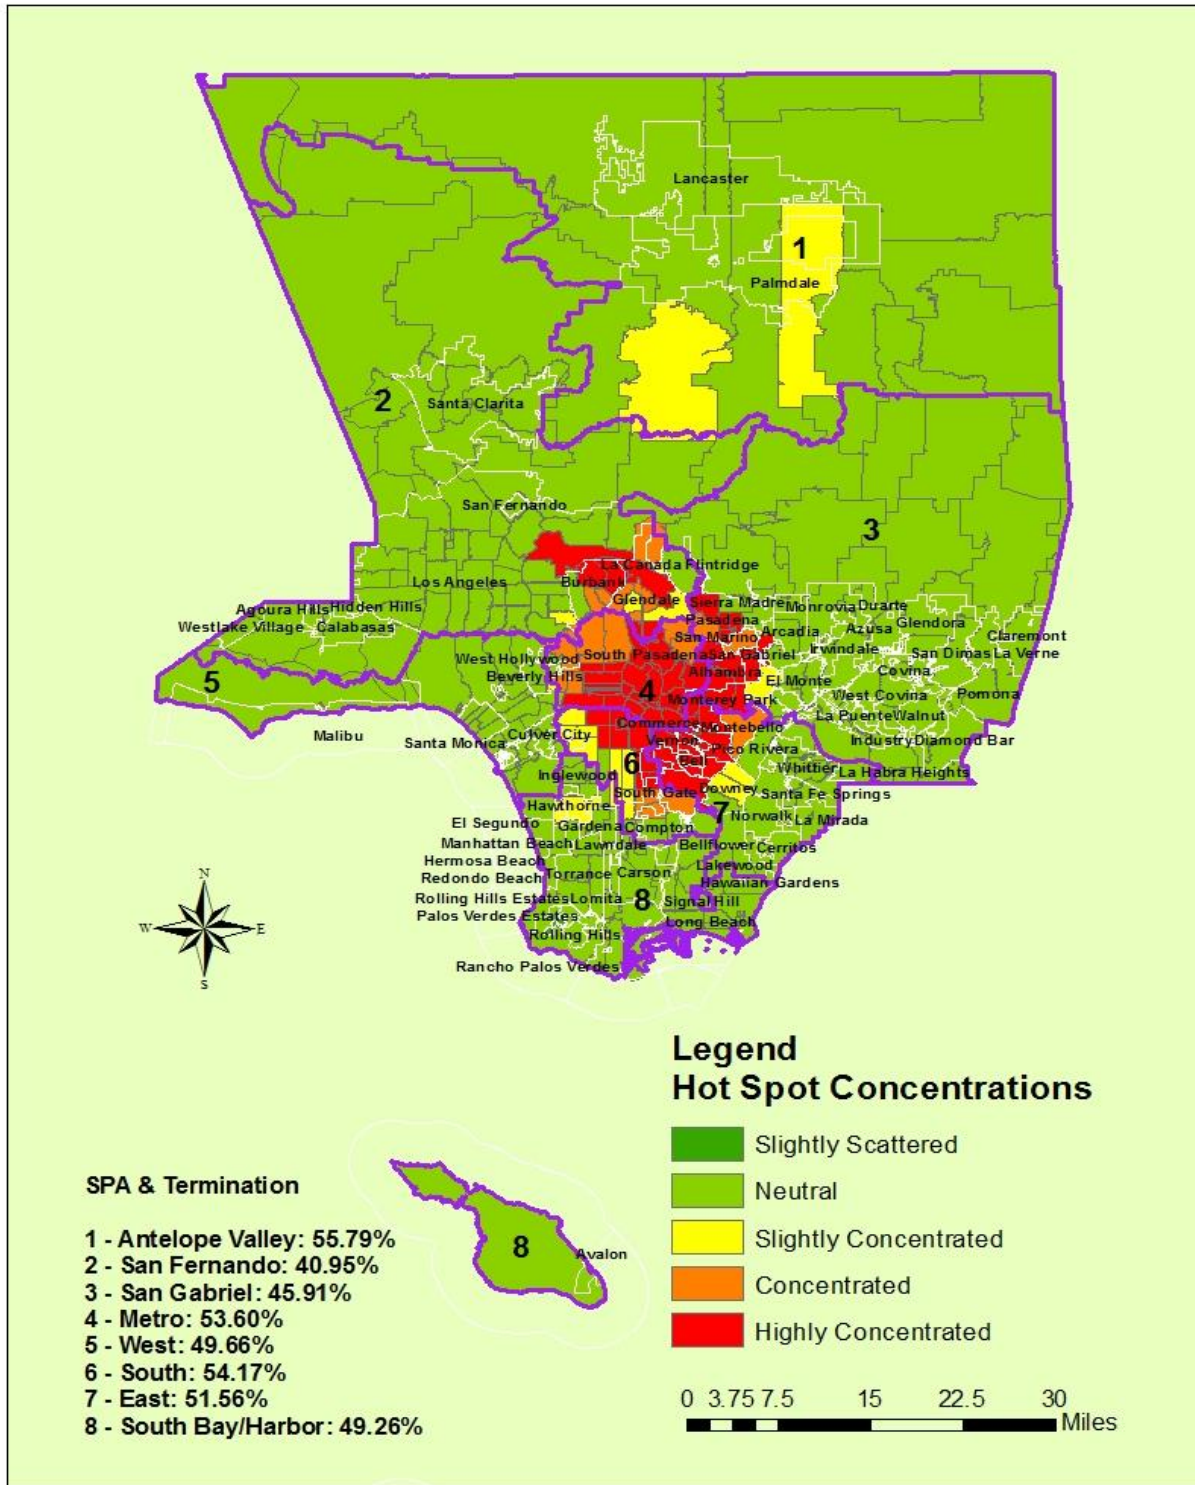 Lancaster
1
Palmdale
2
Santa Clarita
San Fernando
3
La Canada Flintridge
Los Angeles
Burbank
Glendale
Sierra Madre
Monrovia
Duarte
Agoura Hills
Hidden Hills
Pasadena
Glendora
Westlake Village
Calabasas
San Marino
Arcadia
Azusa
Claremont
West Hollywood
South Pasadena
San Gabriel
Irwindale
San Dimas
La Verne
5
Beverly Hills
4
Alhambra
El Monte
Covina
Monterey Park
West Covina
Pomona
Malibu
Santa Monica
Culver City
Commerce
Montebello
La Puente
Walnut
Vernon
Pico Rivera
Industry
Diamond Bar
Inglewood
6
Bell
Whittier
La Habra Heights
Hawthorne
South Gate
Downey
Santa Fe Springs
El Segundo
Gardena
Compton
7
Norwalk
La Mirada
Manhattan Beach
Lawndale
Bellflower
Cerritos
Hermosa Beach
Lakewood
Redondo Beach
Torrance
Carson
Hawaiian Gardens
Rolling Hills Estates
Lomita
8
Signal Hill
Palos Verdes Estates
Long Beach
Rolling Hills
Rancho Palos Verdes
N
W
E
S
Legend
Hot Spot Concentrations
Slightly Scattered
Neutral
Slightly Concentrated
Concentrated
Highly Concentrated
0 3.75 7.5 15 22.5 30
Miles
8
Avalon
SPA & Termination
1 - Antelope Valley: 55.79%
2 - San Fernando: 40.95%
3 - San Gabriel: 45.91%
4 - Metro: 53.60%
5 - West: 49.66%
6 - South: 54.17%
7 - East: 51.56%
8 - South Bay/Harbor: 49.26%